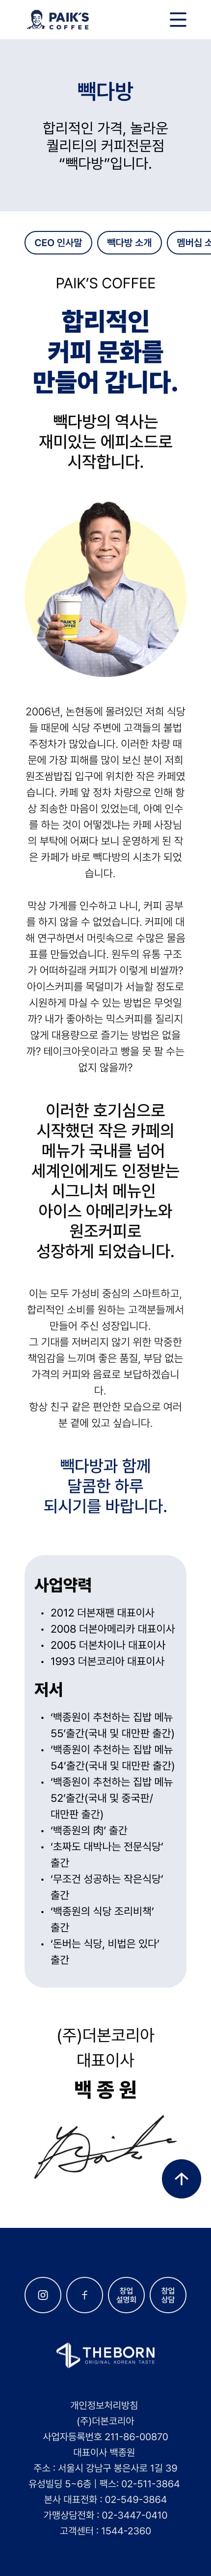 PAIK'S
COFFEE
빽다방
합리적인 가격, 놀라운
퀄리티의 커피전문점
“빽다방”입니다.
CEO 인사말
빽다방 소개
멤버십 소
PAIK’S COFFEE
합리적인
커피 문화를
만들어 갑니다.
빽다방의 역사는
재미있는 에피소드로
시작합니다.
2006년, 논현동에 몰려있던 저희 식당
들 때문에 식당 주변에 고객들의 불법
주정차가 많았습니다. 이러한 차량 때
문에 가장 피해를 많이 보신 분이 저희
원조쌈밥집 입구에 위치한 작은 카페였
습니다. 카페 앞 정차 차량으로 인해 항
상 죄송한 마음이 있었는데, 아예 인수
를 하는 것이 어떻겠냐는 카페 사장님
의 부탁에 어쩌다 보니 운영하게 된 작
은 카페가 바로 빽다방의 시초가 되었
습니다.
막상 가게를 인수하고 나니, 커피 공부
를 하지 않을 수 없었습니다. 커피에 대
해 연구하면서 머릿속으로 수많은 물음
표를 만들었습니다. 원두의 유통 구조
가 어떠하길래 커피가 이렇게 비쌀까?
아이스커피를 목덜미가 서늘할 정도로
시원하게 마실 수 있는 방법은 무엇일
까? 내가 좋아하는 믹스커피를 질리지
않게 대용량으로 즐기는 방법은 없을
까? 테이크아웃이라고 빵을 못 팔 수는
없지 않을까?
이러한 호기심으로
시작했던 작은 카페의
메뉴가 국내를 넘어
세계인에게도 인정받는
시그니처 메뉴인
아이스 아메리카노와
원조커피로
성장하게 되었습니다.
이는 모두 가성비 중심의 스마트하고,
합리적인 소비를 원하는 고객분들께서
만들어 주신 성장입니다.
그 기대를 저버리지 않기 위한 막중한
책임감을 느끼며 좋은 품질, 부담 없는
가격의 커피와 음료로 보답하겠습니
다.
항상 친구 같은 편안한 모습으로 여러
분 곁에 있고 싶습니다.
빽다방과 함께
달콤한 하루
되시기를 바랍니다.
사업약력
• 2012 더본재팬 대표이사
• 2008 더본아메리카 대표이사
• 2005 더본차이나 대표이사
• 1993 더본코리아 대표이사
저서
• ‘백종원이 추천하는 집밥 메뉴
55’출간(국내 및 대만판 출간)
• ‘백종원이 추천하는 집밥 메뉴
54’출간(국내 및 대만판 출간)
• ‘백종원이 추천하는 집밥 메뉴
52’출간(국내 및 중국판/
대만판 출간)
• ‘백종원의 肉’ 출간
• ‘초짜도 대박나는 전문식당’
출간
• ‘무조건 성공하는 작은식당’
출간
• ‘백종원의 식당 조리비책’
출간
• ‘돈버는 식당, 비법은 있다’
출간
(주)더본코리아
대표이사
백 종 원
창업
설명회
창업
상담
THEBORN
ORIGINAL KOREAN TASTE
개인정보처리방침
(주)더본코리아
사업자등록번호 211-86-00870
대표이사 백종원
주소 : 서울시 강남구 봉은사로 1길 39
유성빌딩 5~6층 | 팩스: 02-511-3864
본사 대표전화 : 02-549-3864
가맹상담전화 : 02-3447-0410
고객센터 : 1544-2360